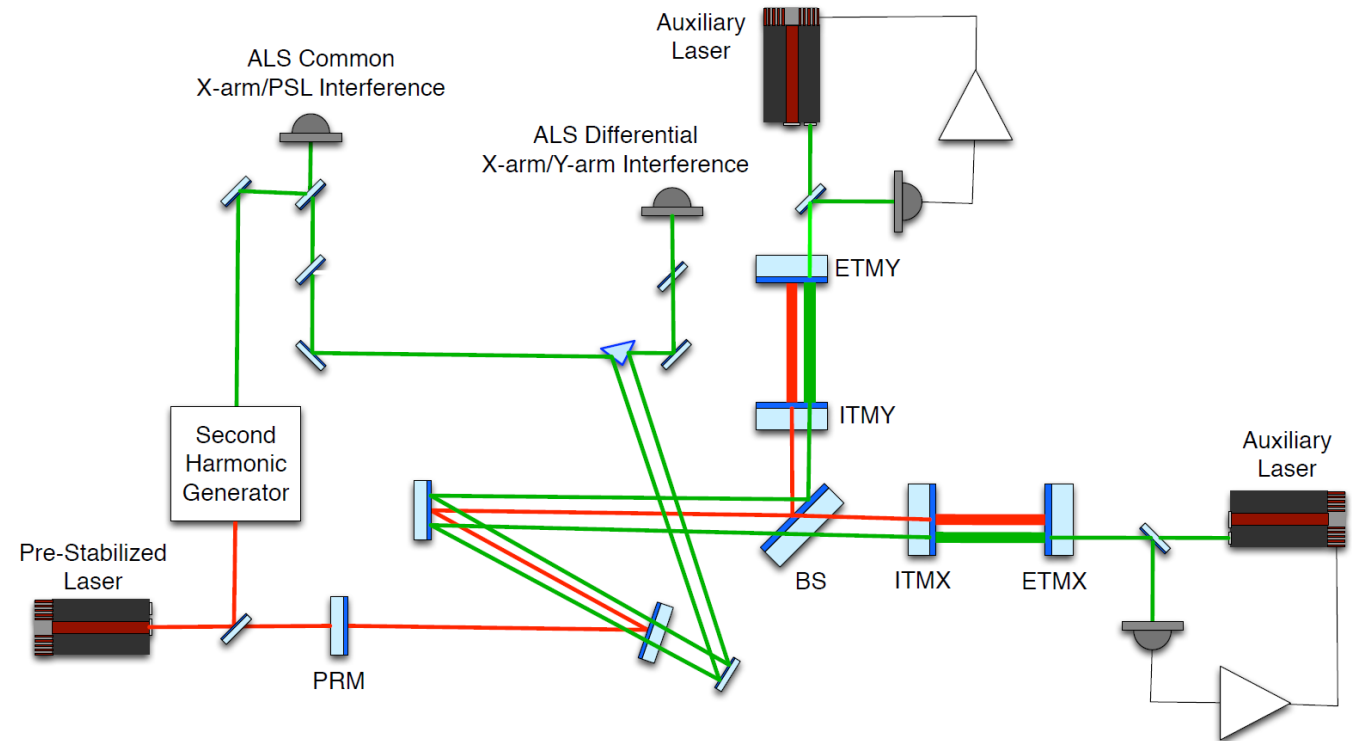 Auxiliary
Laser
ALS Common
X-arm/PSL Interference
ALS Differential
X-arm/Y-arm Interference
ETMY
ITMY
Second
Harmonic
Generator
Auxiliary
Laser
Pre-Stabilized
Laser
BS
ITMX
ETMX
PRM